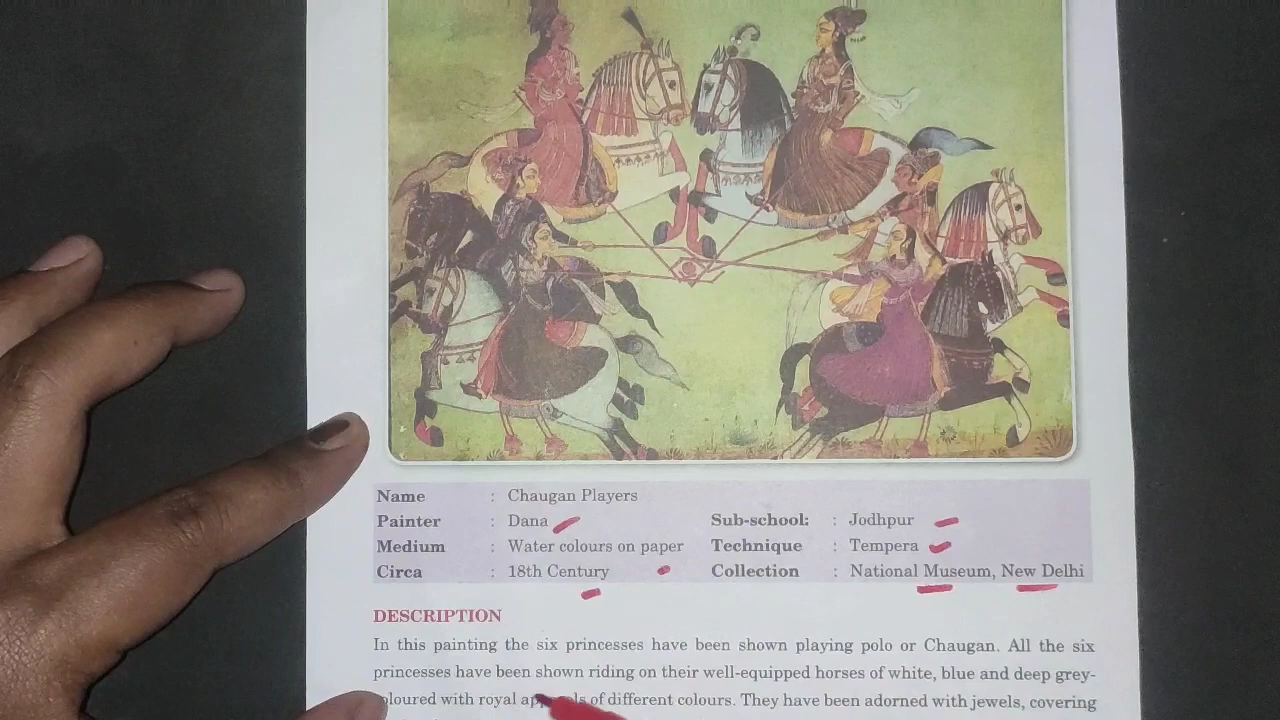 Name : Chaugan Players
Painter : Dana Sub-school: : Jodhpur
Medium : Water colours on paper Technique : Tempera
Circa : 18th Century Collection : National Museum, New Delhi
DESCRIPTION
In this painting the six princesses have been shown playing polo or Chaugan. All the six
princesses have been shown riding on their well-equipped horses of white, blue and deep grey-
coloured with royal of different colours. They have been adorned with jewels, covering